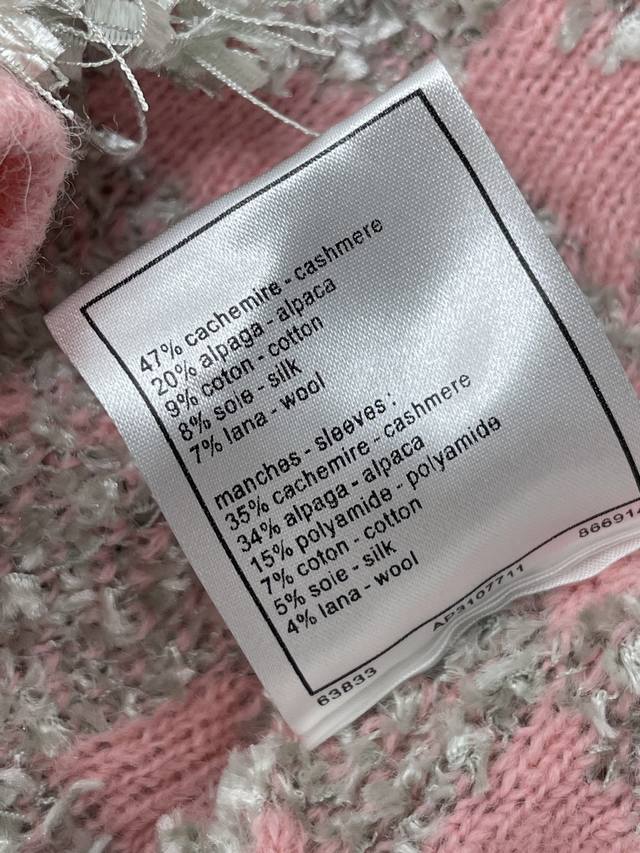 47% cachemire - cashmere
20% alpaga - alpaca
9% coton - cotton
8% soie - silk
7% lana - wool
manches - sleeves:
35% cachemire - cashmere
34% alpaga - alpaca
15% polyamide - polyamide
7% coton - cotton
5% soie - silk
4% lana - wool
63833 AP3107711 866914